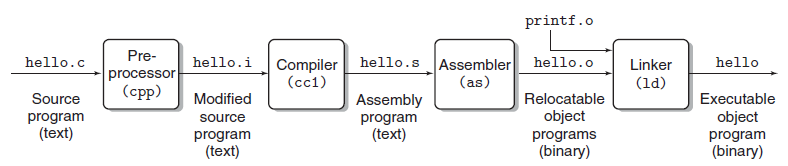 printf.o
hello.c
Pre-
processor
(cpp)
hello.i
Compiler
(cc1)
hello.s
Assembler
(as)
hello.o
Linker
(ld)
hello
Source
program
(text)
Modified
source
program
(text)
Assembly
program
(text)
Relocatable
object
programs
(binary)
Executable
object
program
(binary)